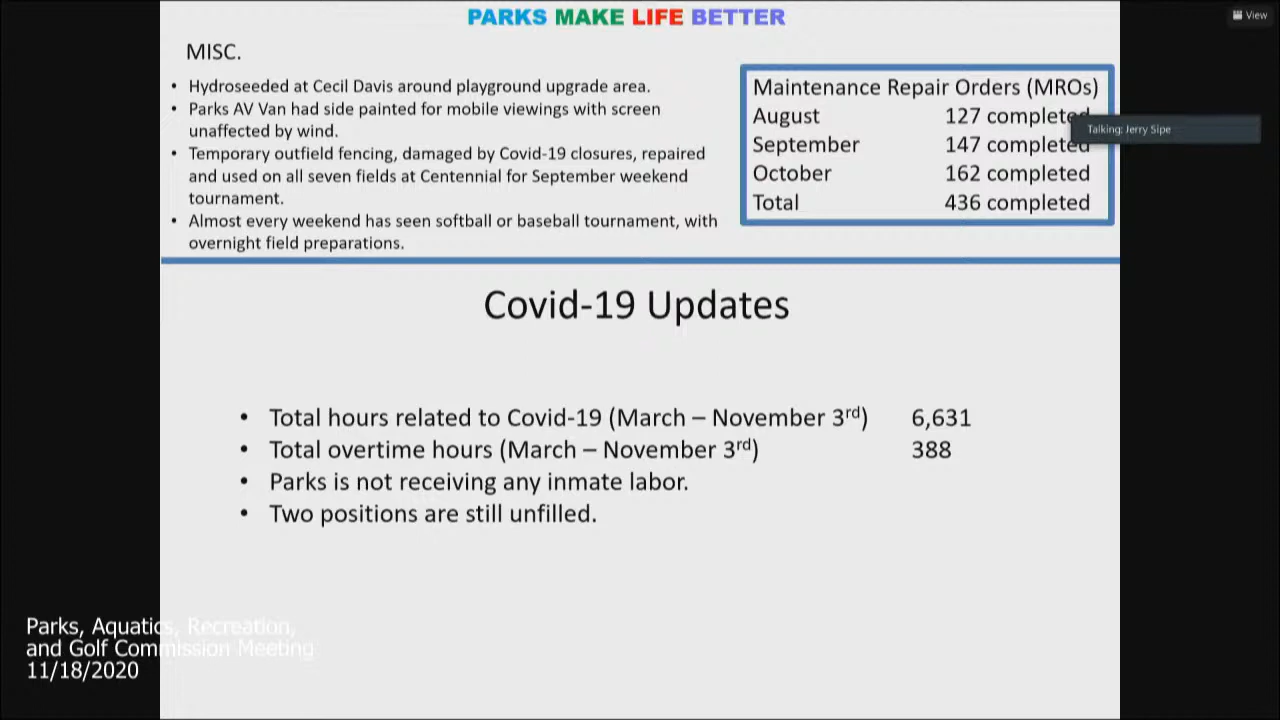 PARKS MAKE LIFE BETTER
View
MISC.
• Hydroseeded at Cecil Davis around playground upgrade area.
• Parks AV Van had side painted for mobile viewings with screen
unaffected by wind.
• Temporary outfield fencing, damaged by Covid-19 closures, repaired
and used on all seven fields at Centennial for September weekend
tournament.
• Almost every weekend has seen softball or baseball tournament, with
overnight field preparations.
Maintenance Repair Orders (MROs)
August 127 completed
September 147 completed
October 162 completed
Total 436 completed
Talking: Jerry Sipe
Covid-19 Updates
• Total hours related to Covid-19 (March – November 3rd) 6,631
• Total overtime hours (March – November 3rd) 388
• Parks is not receiving any inmate labor.
• Two positions are still unfilled.
Parks, Aquatics, Recreation,
and Golf Commission Meeting
11/18/2020